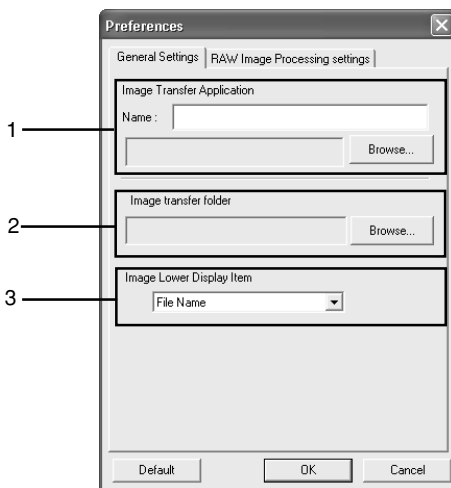 Preferences
General Settings
RAW Image Processing settings
Image Transfer Application
1
Name :
Browse...
Image transfer folder
2
Browse...
Image Lower Display Item
3
File Name
Default
OK
Cancel